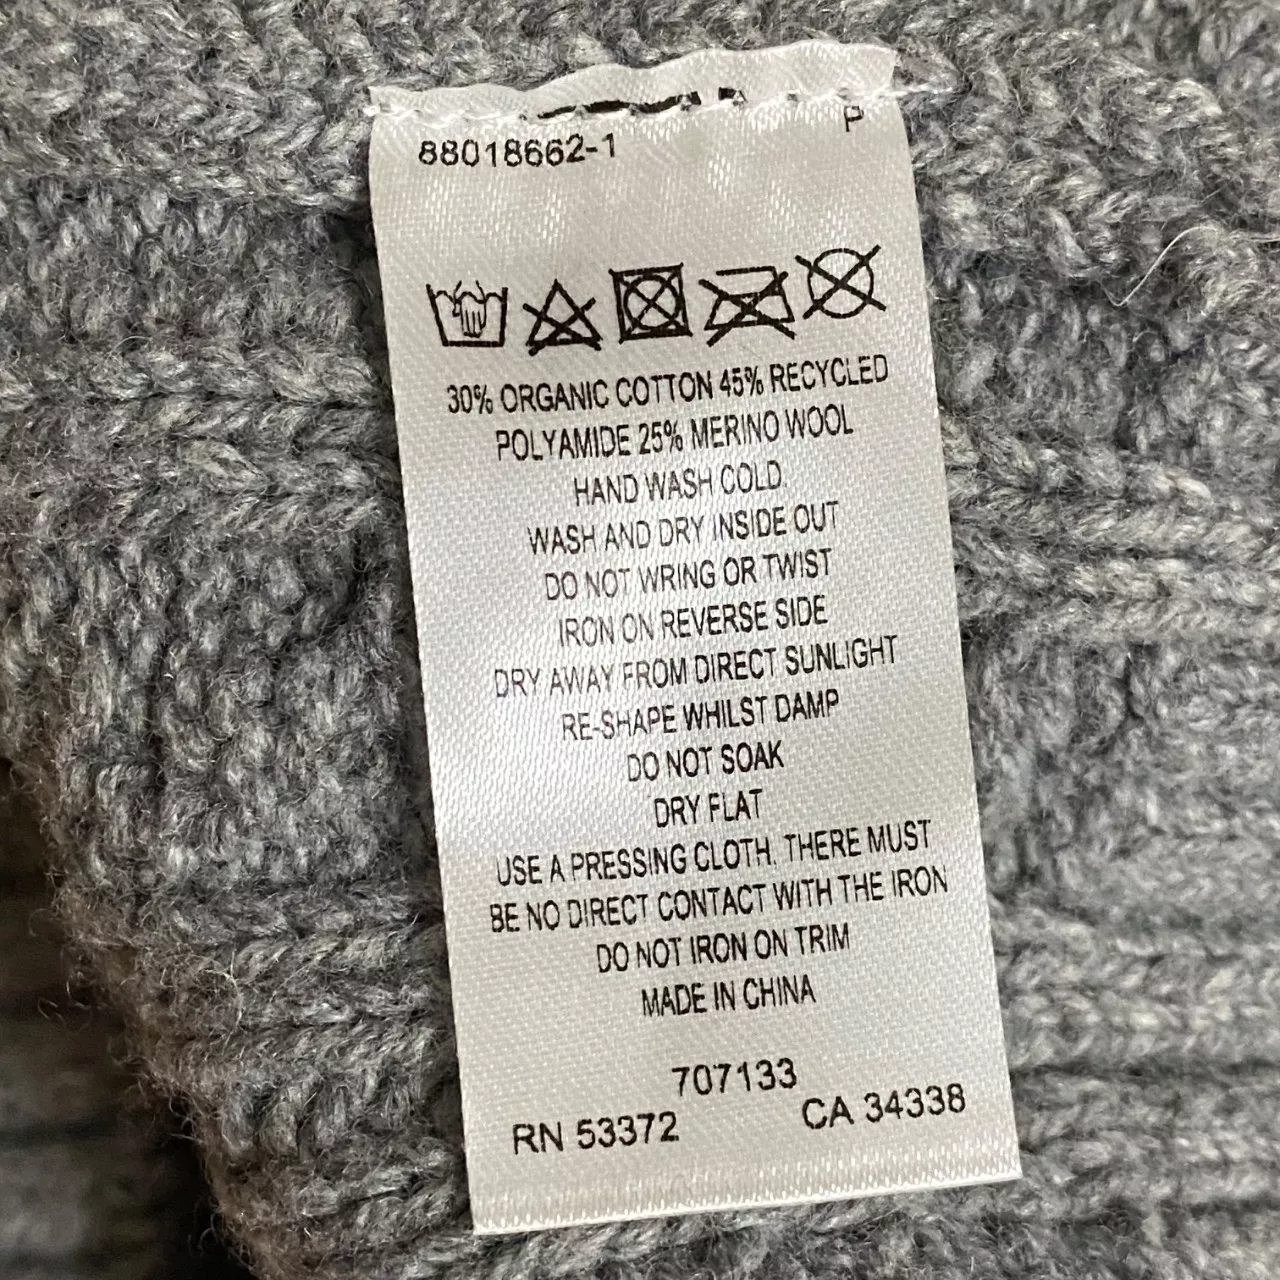 P
88018662-1
30% ORGANIC COTTON 45% RECYCLED
POLYAMIDE 25% MERINO WOOL
HAND WASH COLD.
WASH AND DRY INSIDE OUT
DO NOT WRING OR TWIST
IRON ON REVERSE SIDE
DRY AWAY FROM DIRECT SUNLIGHT
RE-SHAPE WHILST DAMP
DO NOT SOAK
DRY FLAT
USE A PRESSING CLOTH. THERE MUST
BE NO DIRECT CONTACT WITH THE IRON
DO NOT IRON ON TRIM
MADE IN CHINA
707133
RN 53372 CA 34338